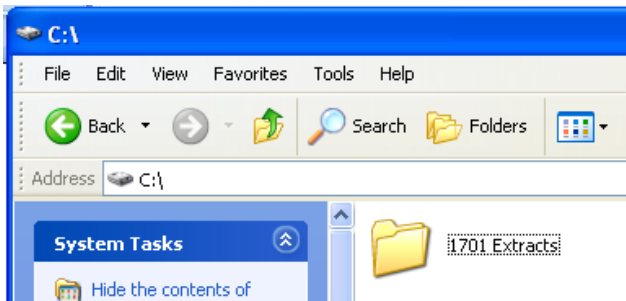 C:\
File Edit View Favorites Tools Help
Back Search Folders
Address C:\
System Tasks
1701 Extracts
Hide the contents of